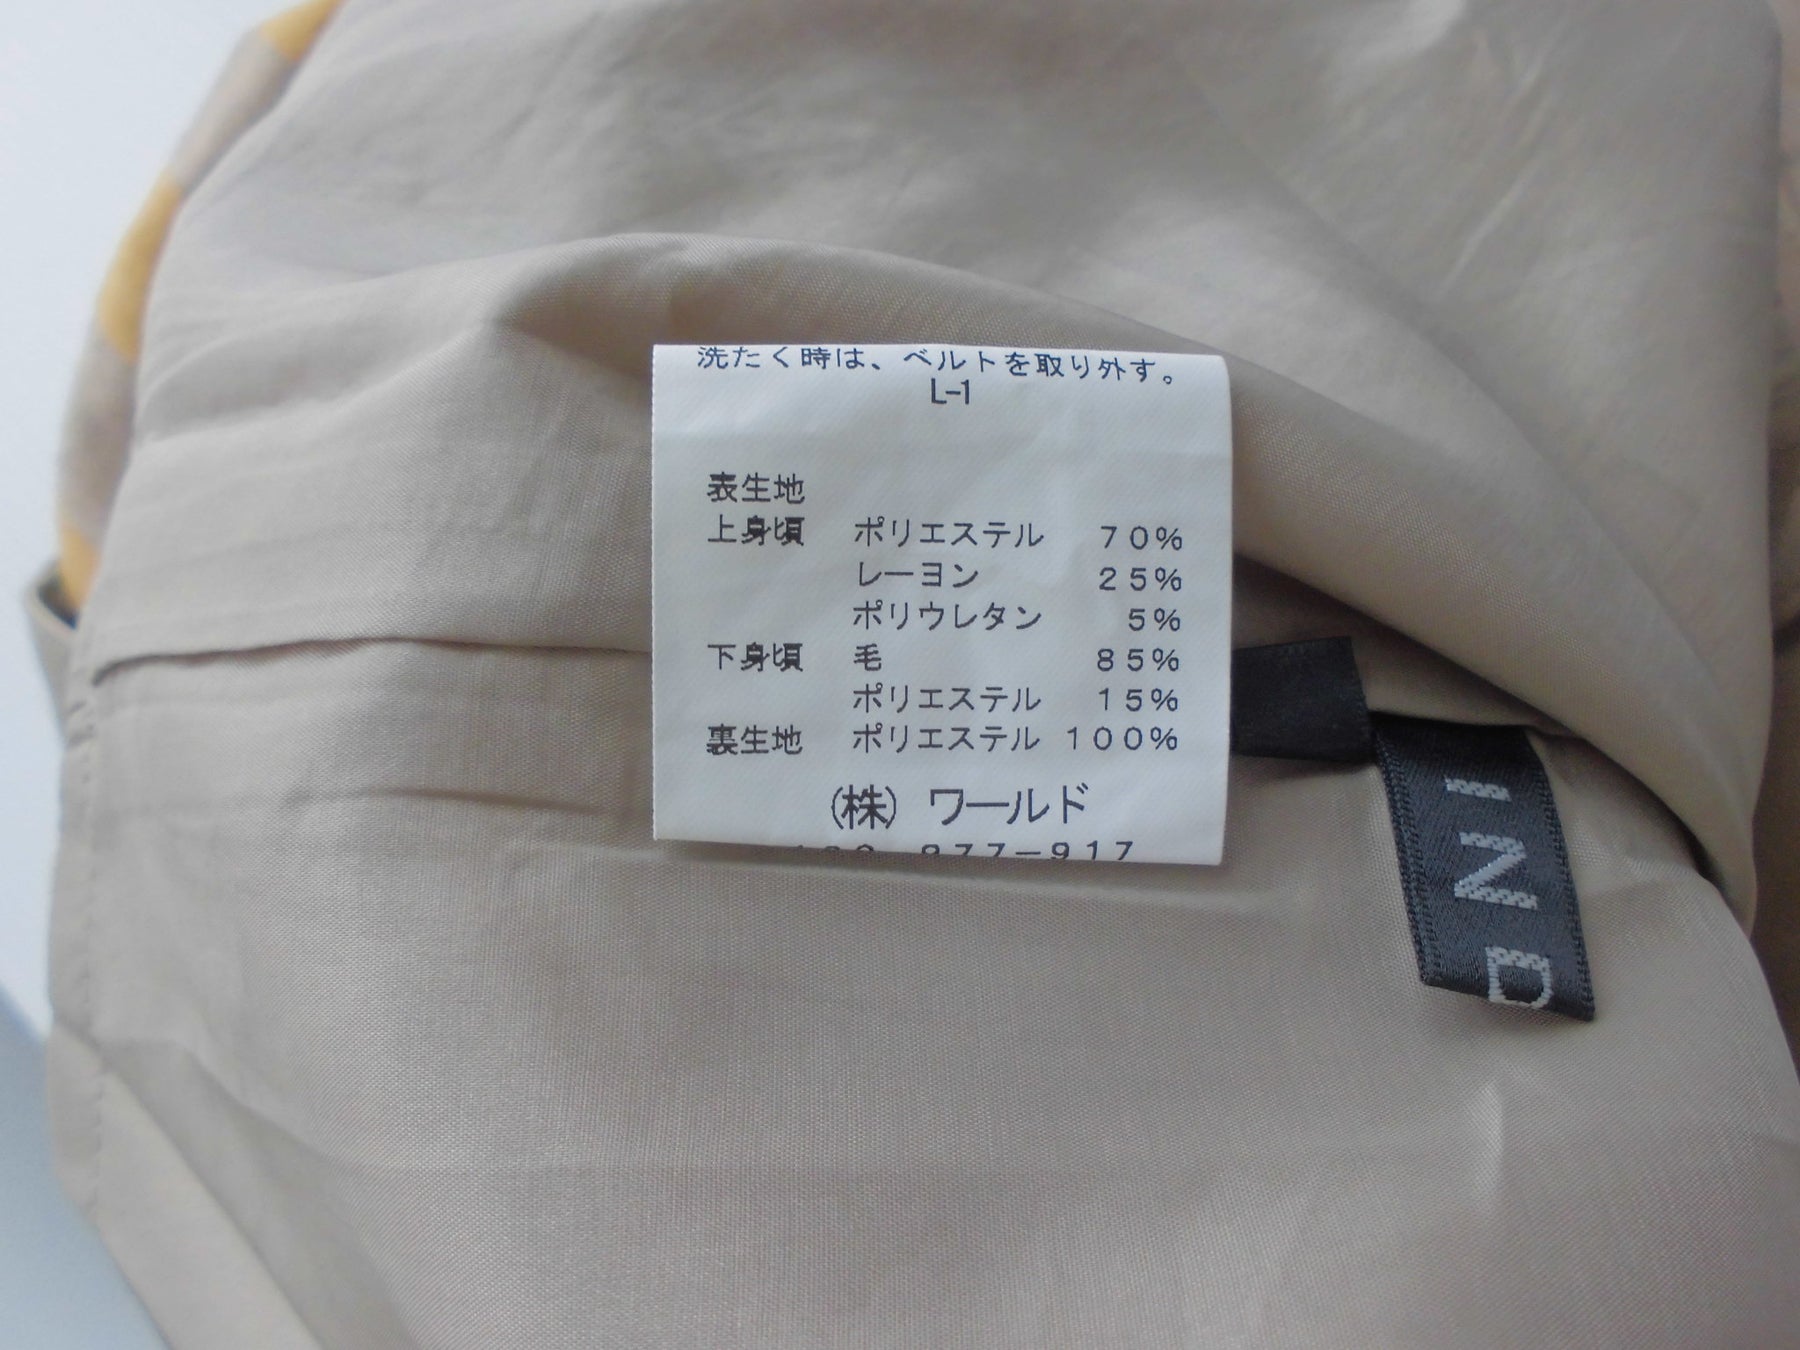 洗たく時は、ベルトを取り外す。
L-1
表生地
上身頃 ポリエステル 70%
レーヨン 25%
ポリウレタン 5%
下身頃 毛 85%
ポリエステル 15%
裏生地 ポリエステル 100%
(株) ワールド
977-917
IND